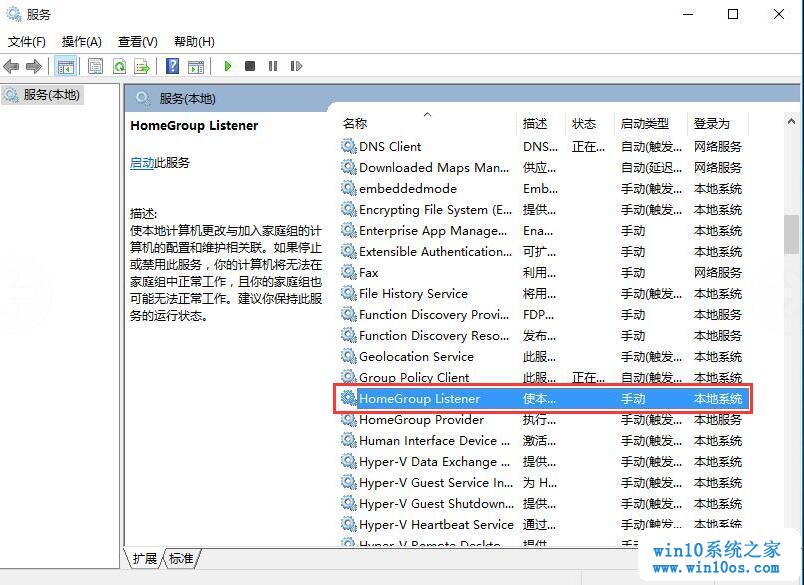 服务
文件(F) 操作(A) 查看(V) 帮助(H)
服务(本地)
服务(本地)
HomeGroup Listener
启动此服务
描述:
使本地计算机更改与加入家庭组的计
算机的配置和维护相关联。如果停止
或禁用此服务，你的计算机将无法在
家庭组中正常工作，且你的家庭组也
可能无法正常工作。建议你保持此服
务的运行状态。
名称 描述 状态 启动类型 登录为
DNS Client DNS... 正在... 自动(触发... 网络服务
Downloaded Maps Man... 供应... 自动(延迟... 网络服务
embeddedmode Emb... 手动(触发... 本地系统
Encrypting File System (E... 提供... 手动(触发... 本地系统
Enterprise App Manage... Ena... 手动 本地系统
Extensible Authentication... 可扩... 手动 本地系统
Fax 利用... 手动 网络服务
File History Service 将用... 手动(触发... 本地系统
Function Discovery Provi... FDP... 手动 本地服务
Function Discovery Reso... 发布... 手动 本地服务
Geolocation Service 此服... 手动(触发... 本地系统
Group Policy Client 此服... 正在... 自动(触发... 本地系统
HomeGroup Listener 使本... 手动 本地系统
HomeGroup Provider 执行... 手动(触发... 本地服务
Human Interface Device ... 激活... 手动(触发... 本地系统
Hyper-V Data Exchange ... 提供... 手动(触发... 本地系统
Hyper-V Guest Service In... 为 H... 手动(触发... 本地系统
Hyper-V Guest Shutdown... 提供... 手动(触发... 本地系统
Hyper-V Heartbeat Service 通过... 手动(触发... 本地系统
Hyper-V Remote Deskto... 提供...
扩展 标准
win10系统之家
www.win10os.com